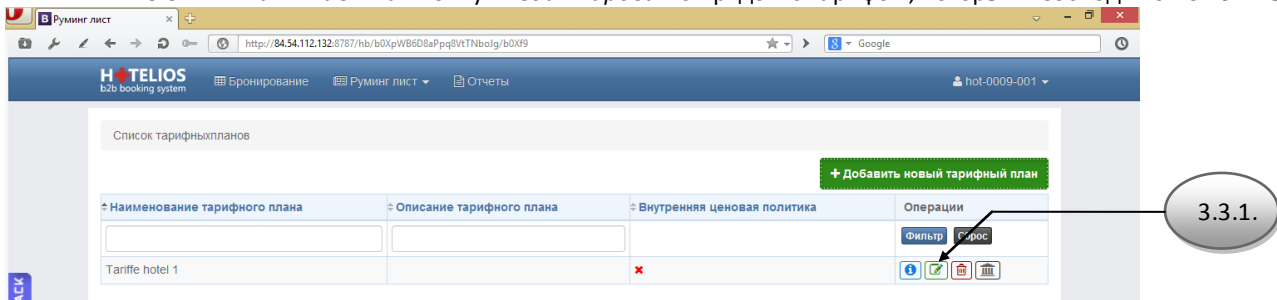 В Руминг лист
http://84.54.112.132:8787/hb/b0XpWB6D8aPpq8VtTNboJg/b0Xf9
Google
HOTELIOS
b2b booking system
Бронирование
Руминг лист
Отчеты
hot-0009-001
Список тарифныхпланов
+ Добавить новый тарифный план
Наименование тарифного плана
Описание тарифного плана
Внутренняя ценовая политика
Операции
Фильтр
Сброс
3.3.1.
Tariffe hotel 1